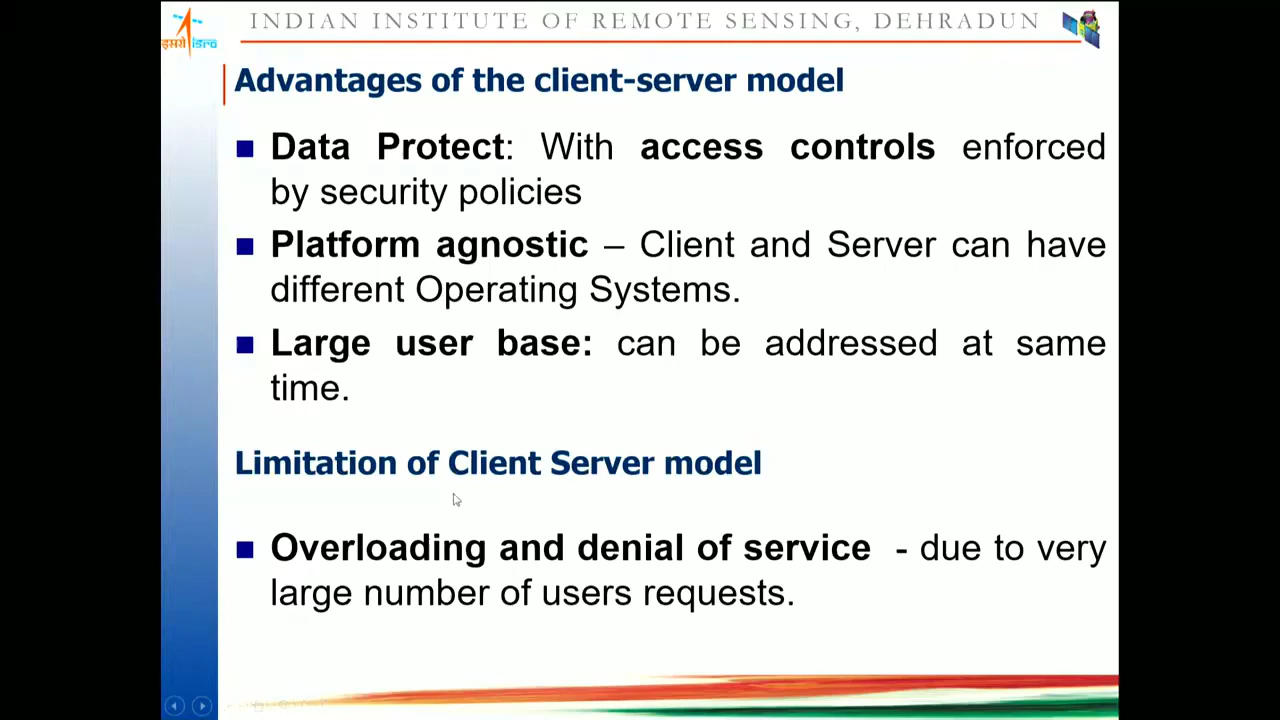 इसरो isro
INDIAN INSTITUTE OF REMOTE SENSING, DEHRADUN
Advantages of the client-server model
Data Protect: With access controls enforced
by security policies
Platform agnostic – Client and Server can have
different Operating Systems.
Large user base: can be addressed at same
time.
Limitation of Client Server model
Overloading and denial of service - due to very
large number of users requests.